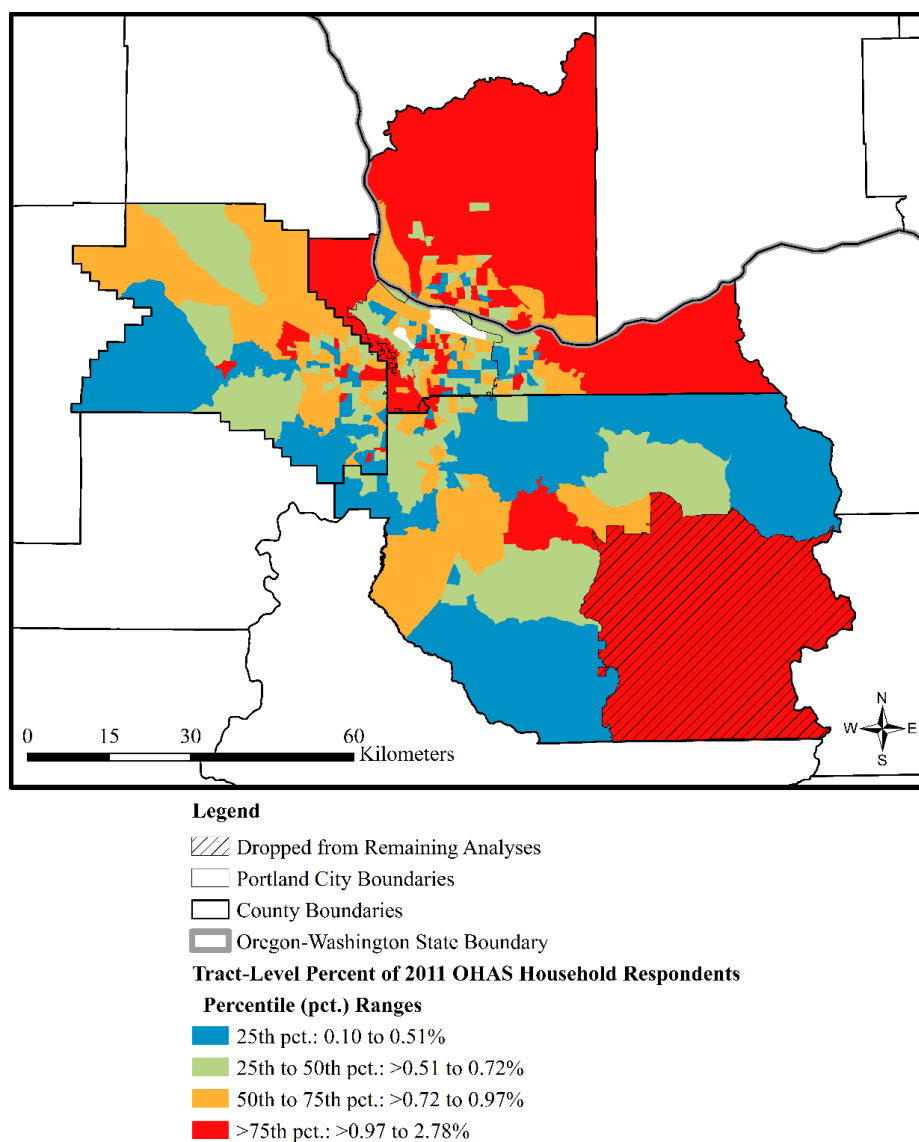 N
W E
S
0 15 30 60
Kilometers
Legend
Dropped from Remaining Analyses
Portland City Boundaries
County Boundaries
Oregon-Washington State Boundary
Tract-Level Percent of 2011 OHAS Household Respondents
Percentile (pct.) Ranges
25th pct.: 0.10 to 0.51%
25th to 50th pct.: >0.51 to 0.72%
50th to 75th pct.: >0.72 to 0.97%
>75th pct.: >0.97 to 2.78%